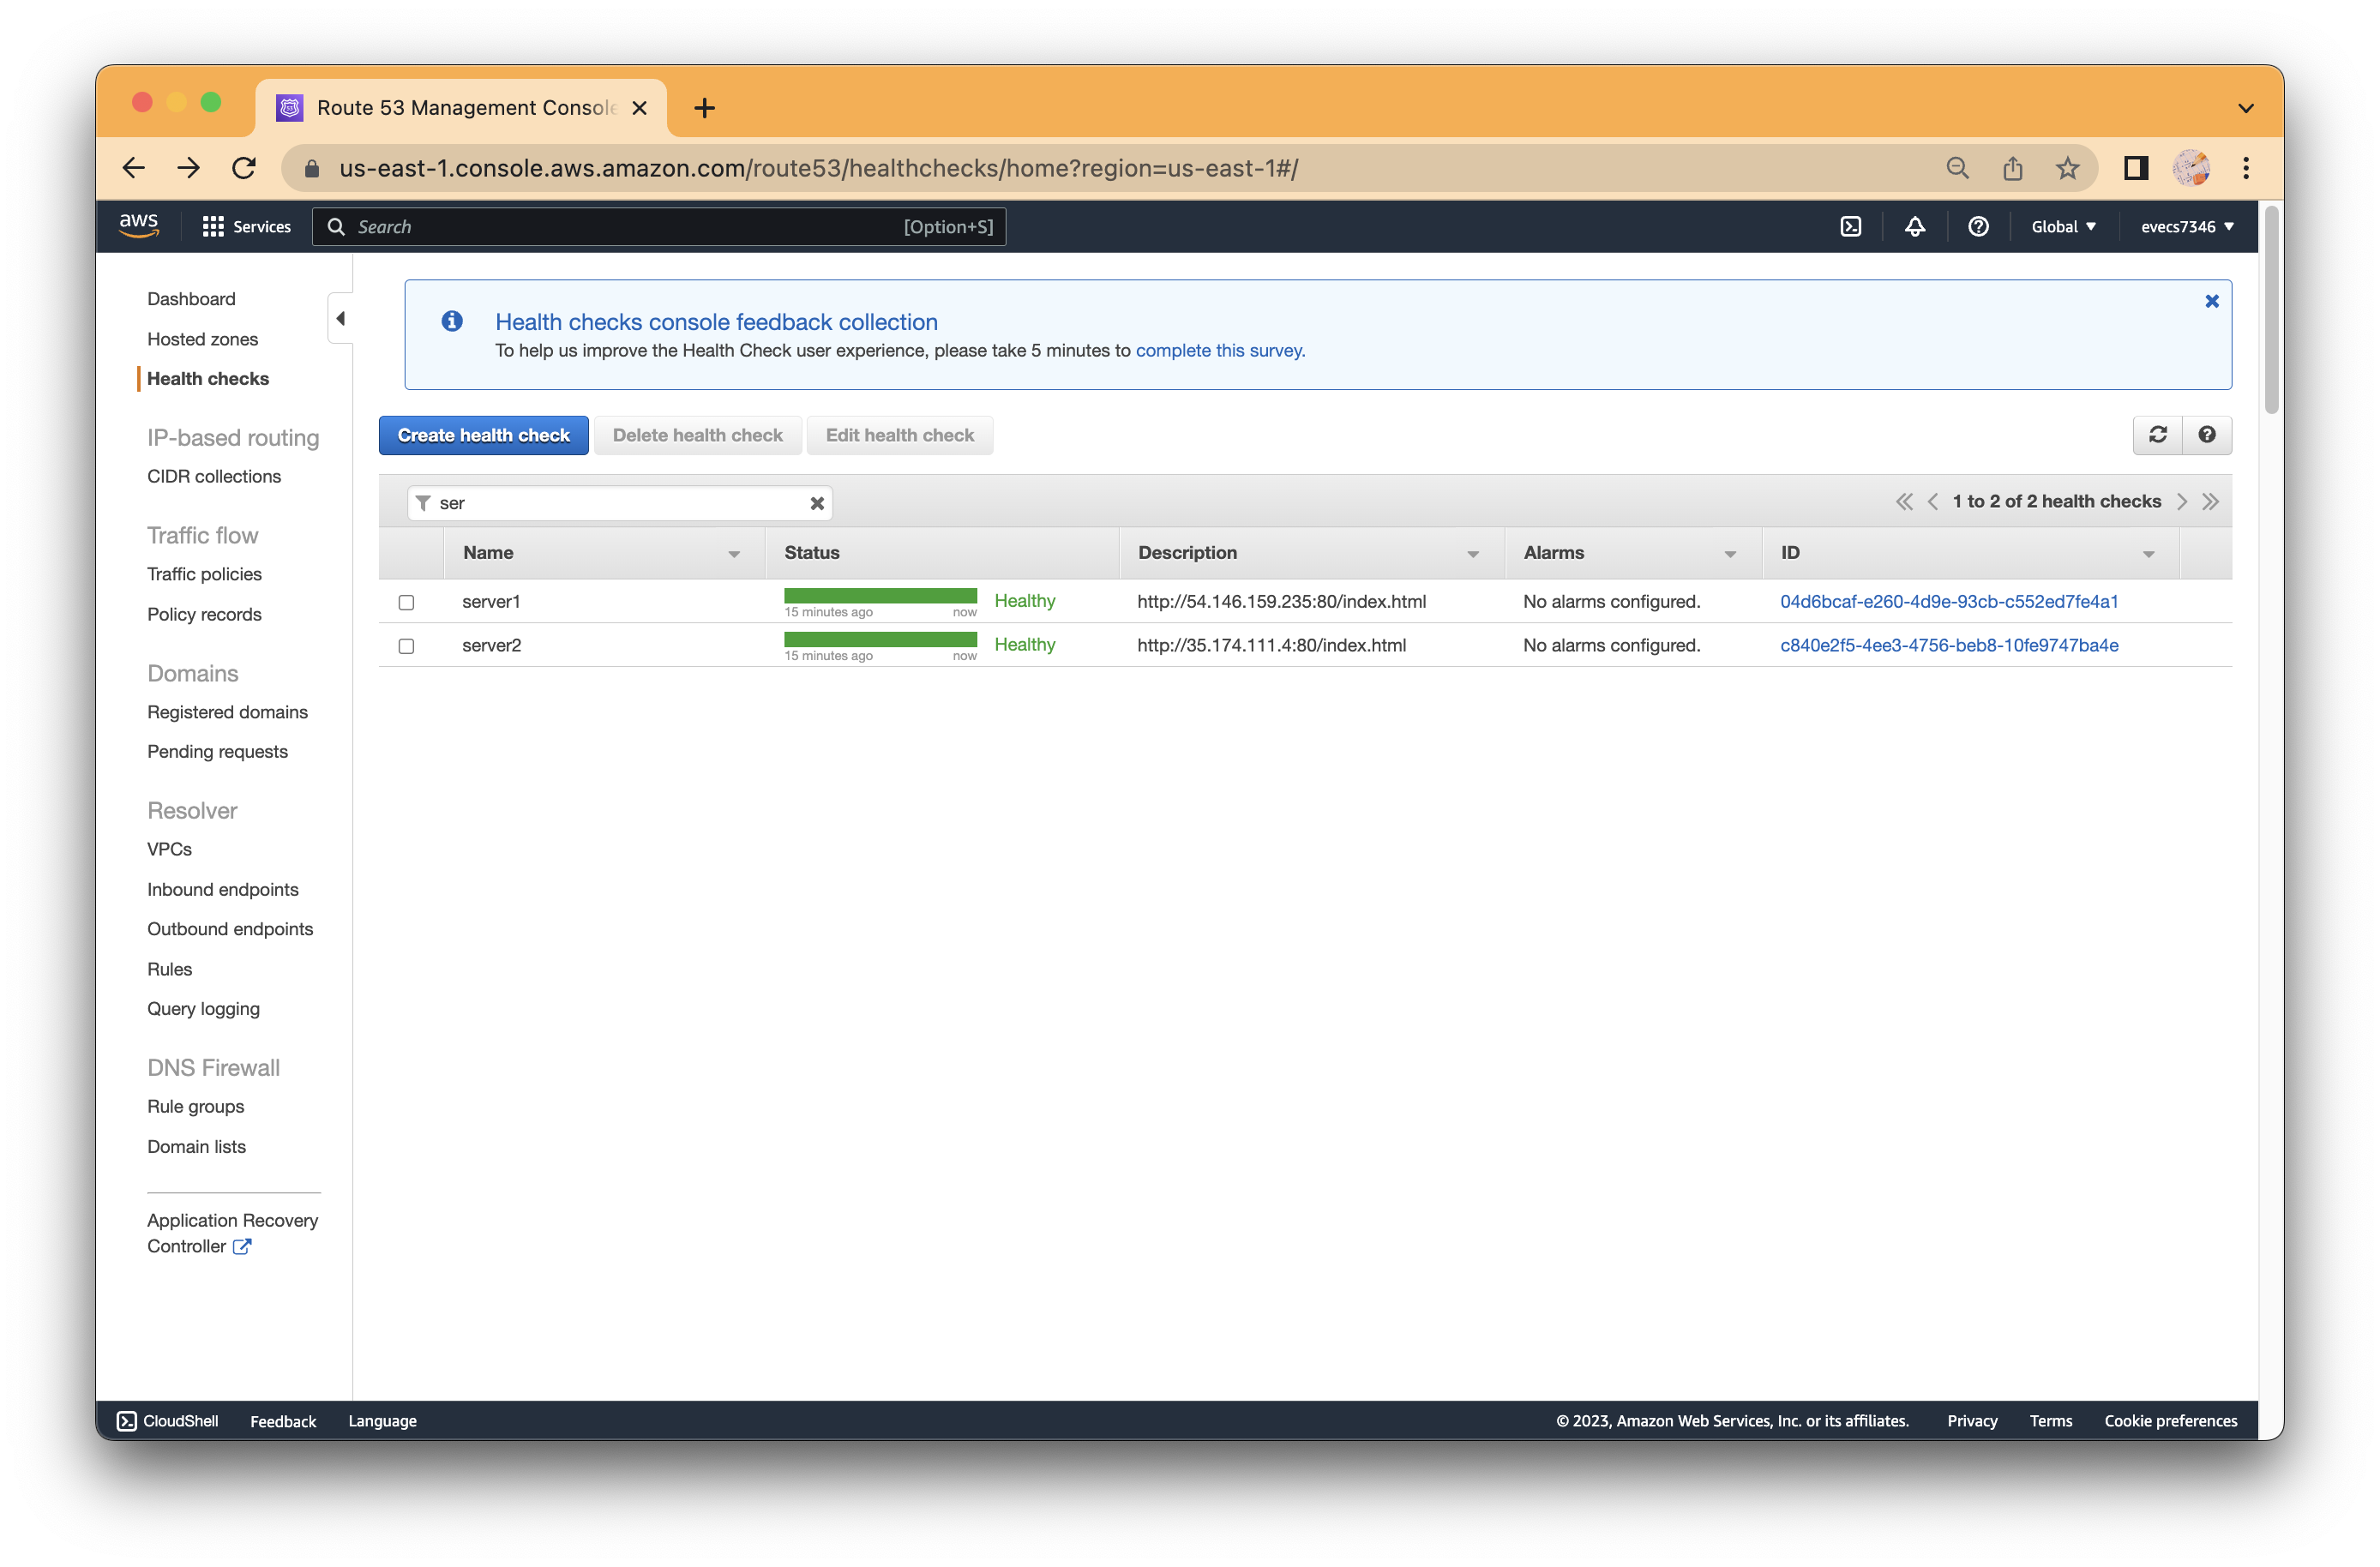 Route 53 Management Console
us-east-1.console.aws.amazon.com/route53/healthchecks/home?region=us-east-1#/
aws
Services
Search
[Option+S]
Global
evecs7346
Dashboard
Hosted zones
Health checks
IP-based routing
CIDR collections
Traffic flow
Traffic policies
Policy records
Domains
Registered domains
Pending requests
Resolver
VPCs
Inbound endpoints
Outbound endpoints
Rules
Query logging
DNS Firewall
Rule groups
Domain lists
Application Recovery
Controller
Health checks console feedback collection
To help us improve the Health Check user experience, please take 5 minutes to complete this survey.
Create health check
Delete health check
Edit health check
ser
1 to 2 of 2 health checks
Name Status Description Alarms ID
server1 Healthy http://54.146.159.235:80/index.html No alarms configured. 04d6bcaf-e260-4d9e-93cb-c552ed7fe4a1
15 minutes ago now
server2 Healthy http://35.174.111.4:80/index.html No alarms configured. c840e2f5-4ee3-4756-beb8-10fe9747ba4e
15 minutes ago now
CloudShell Feedback Language © 2023, Amazon Web Services, Inc. or its affiliates. Privacy Terms Cookie preferences